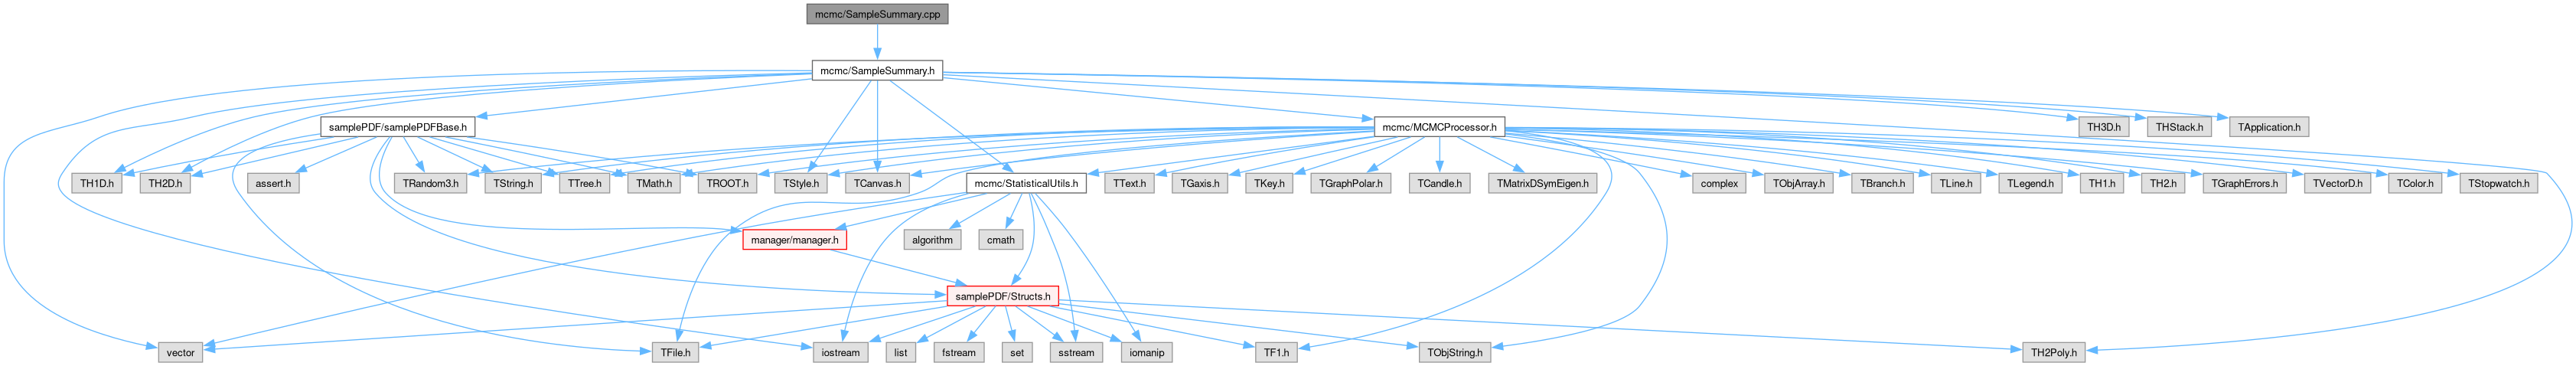 mcmc/SampleSummary.cpp
mcmc/SampleSummary.h
samplePDF/samplePDFBase.h
mcmc/MCMCProcessor.h
TH3D.h
THStack.h
TApplication.h
TH1D.h
TH2D.h
assert.h
TRandom3.h
TString.h
TTree.h
TMath.h
TROOT.h
TStyle.h
TCanvas.h
mcmc/StatisticalUtils.h
TText.h
TGaxis.h
TKey.h
TGraphPolar.h
TCandle.h
TMatrixDSymEigen.h
complex
TObjArray.h
TBranch.h
TLine.h
TLegend.h
TH1.h
TH2.h
TGraphErrors.h
TVectorD.h
TColor.h
TStopwatch.h
manager/manager.h
algorithm
cmath
samplePDF/Structs.h
vector
TFile.h
iostream
list
fstream
set
sstream
iomanip
TF1.h
TObjString.h
TH2Poly.h